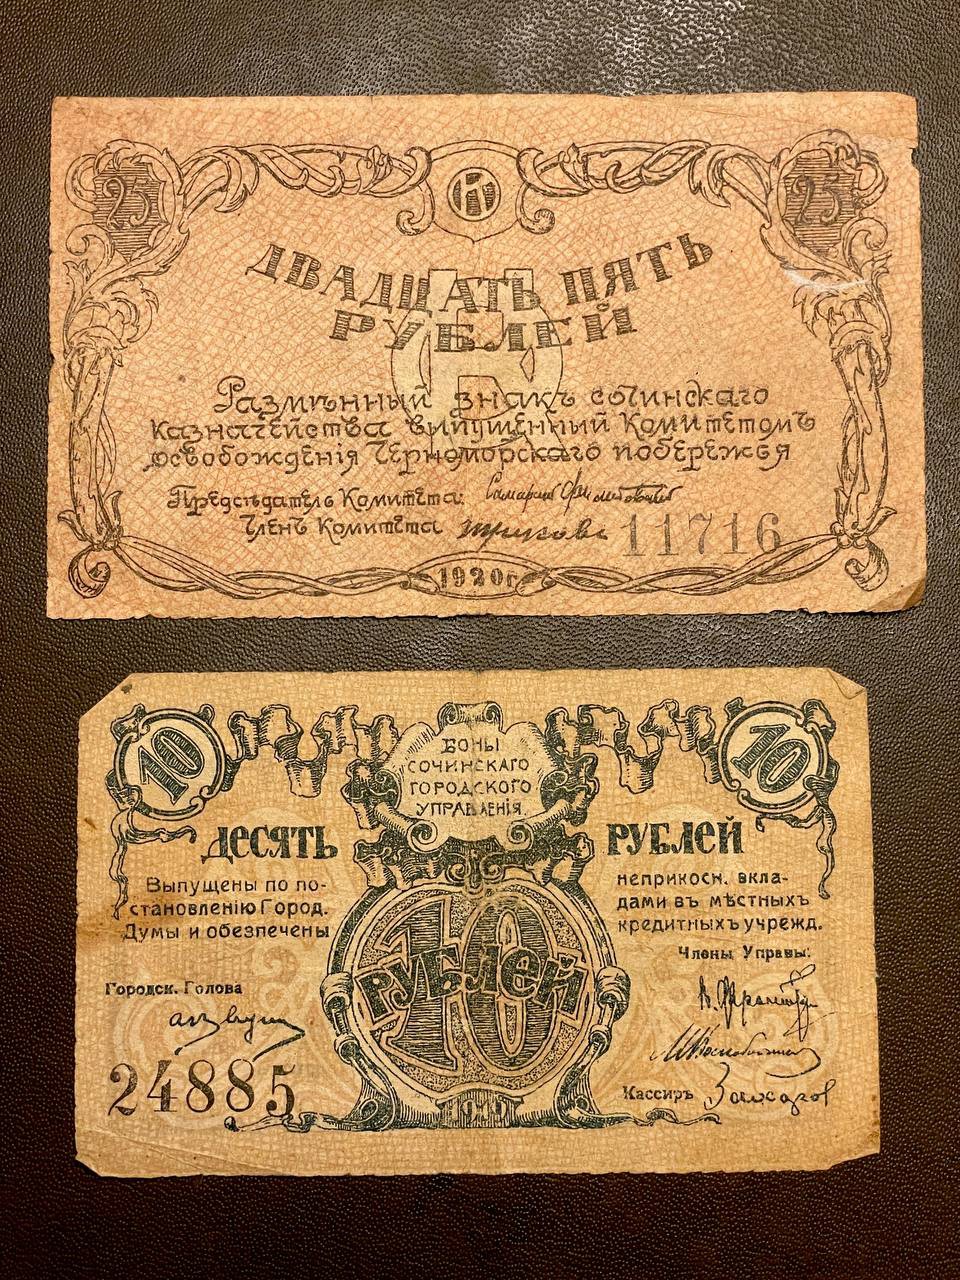 25
К
25
ДВАДЦАТЬ ПЯТЬ
РУБЛЕЙ
Размѣнный знакъ сочинскаго
казначейства выпущенный Комитетомъ
освобожденія Черноморскаго побережья
Предсѣдатель Комитета:
Членъ Комитета
11716
1920г.
10
БОНЫ
СОЧИНСКАГО
ГОРОДСКОГО
УПРАВЛЕНІЯ.
10
ДЕСЯТЬ
РУБЛЕЙ
Выпущены по по-
становленію Город.
Думы и обезпечены
неприкосн. вкла-
дами въ мѣстныхъ
кредитныхъ учрежд.
Члены Управы:
Городск. Голова
24885
10
РУБЛЕЙ
1919
Кассиръ Захаров